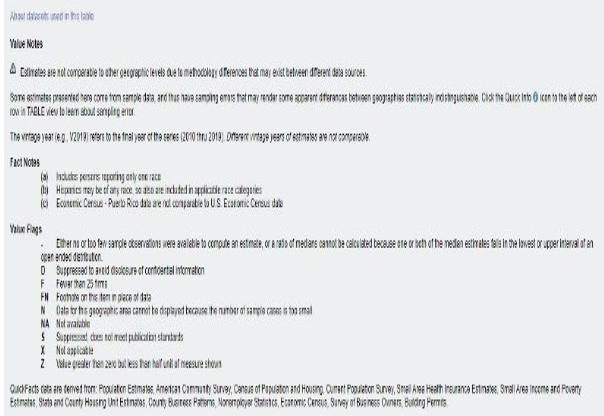 About datasets used in this table
Value Notes
Estimates are not comparable to other geographic levels due to methodology differences that may exist between different data sources.
Some estimates presented here come from sample data, and thus have sampling errors that may render some apparent differences between geographies statistically indistinguishable. Click the Quick Info icon to the left of each
row in TABLE view to learn about sampling error.
The vintage year (e.g., V2019) refers to the final year of the series (2010 thru 2019). Different vintage years of estimates are not comparable.
Fact Notes
(a) Includes persons reporting only one race
(b) Hispanics may be of any race, so also are included in applicable race categories
(c) Economic Census - Puerto Rico data are not comparable to U.S. Economic Census data
Value Flags
- Either no or too few sample observations were available to compute an estimate, or a ratio of medians cannot be calculated because one or both of the median estimates falls in the lowest or upper interval of an
open ended distribution.
D Suppressed to avoid disclosure of confidential information
F Fewer than 25 firms
FN Footnote on this item in place of data
N Data for this geographic area cannot be displayed because the number of sample cases is too small
NA Not available
S Suppressed; does not meet publication standards
X Not applicable
Z Value greater than zero but less than half unit of measure shown
QuickFacts data are derived from: Population Estimates, American Community Survey, Census of Population and Housing, Current Population Survey, Small Area Health Insurance Estimates, Small Area Income and Poverty
Estimates, State and County Housing Unit Estimates, County Business Patterns, Nonemployer Statistics, Economic Census, Survey of Business Owners, Building Permits.